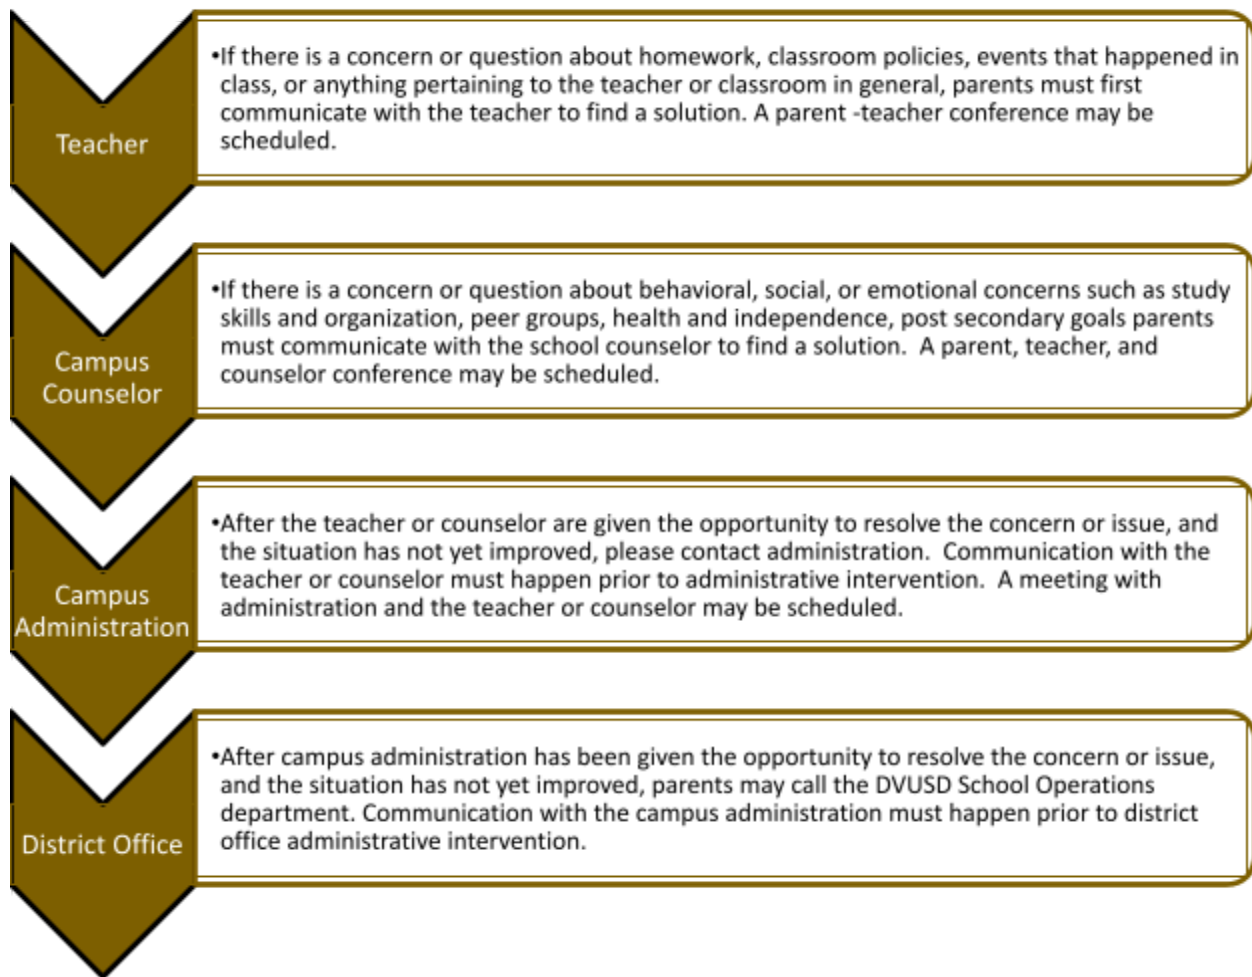 Teacher
•If there is a concern or question about homework, classroom policies, events that happened in
class, or anything pertaining to the teacher or classroom in general, parents must first
communicate with the teacher to find a solution. A parent -teacher conference may be
scheduled.
Campus
Counselor
•If there is a concern or question about behavioral, social, or emotional concerns such as study
skills and organization, peer groups, health and independence, post secondary goals parents
must communicate with the school counselor to find a solution.  A parent, teacher, and
counselor conference may be scheduled.
Campus
Administration
•After the teacher or counselor are given the opportunity to resolve the concern or issue, and
the situation has not yet improved, please contact administration.  Communication with the
teacher or counselor must happen prior to administrative intervention.  A meeting with
administration and the teacher or counselor may be scheduled.
District Office
•After campus administration has been given the opportunity to resolve the concern or issue,
and the situation has not yet improved, parents may call the DVUSD School Operations
department. Communication with the campus administration must happen prior to district
office administrative intervention.